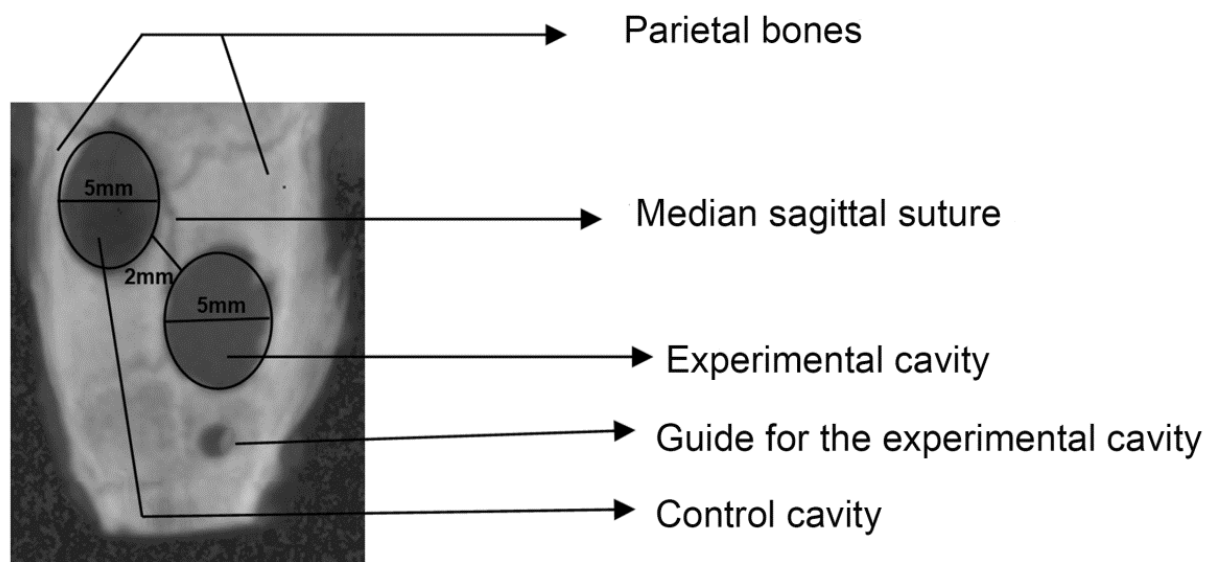 Parietal bones
5mm
Median sagittal suture
2mm
5mm
Experimental cavity
Guide for the experimental cavity
Control cavity